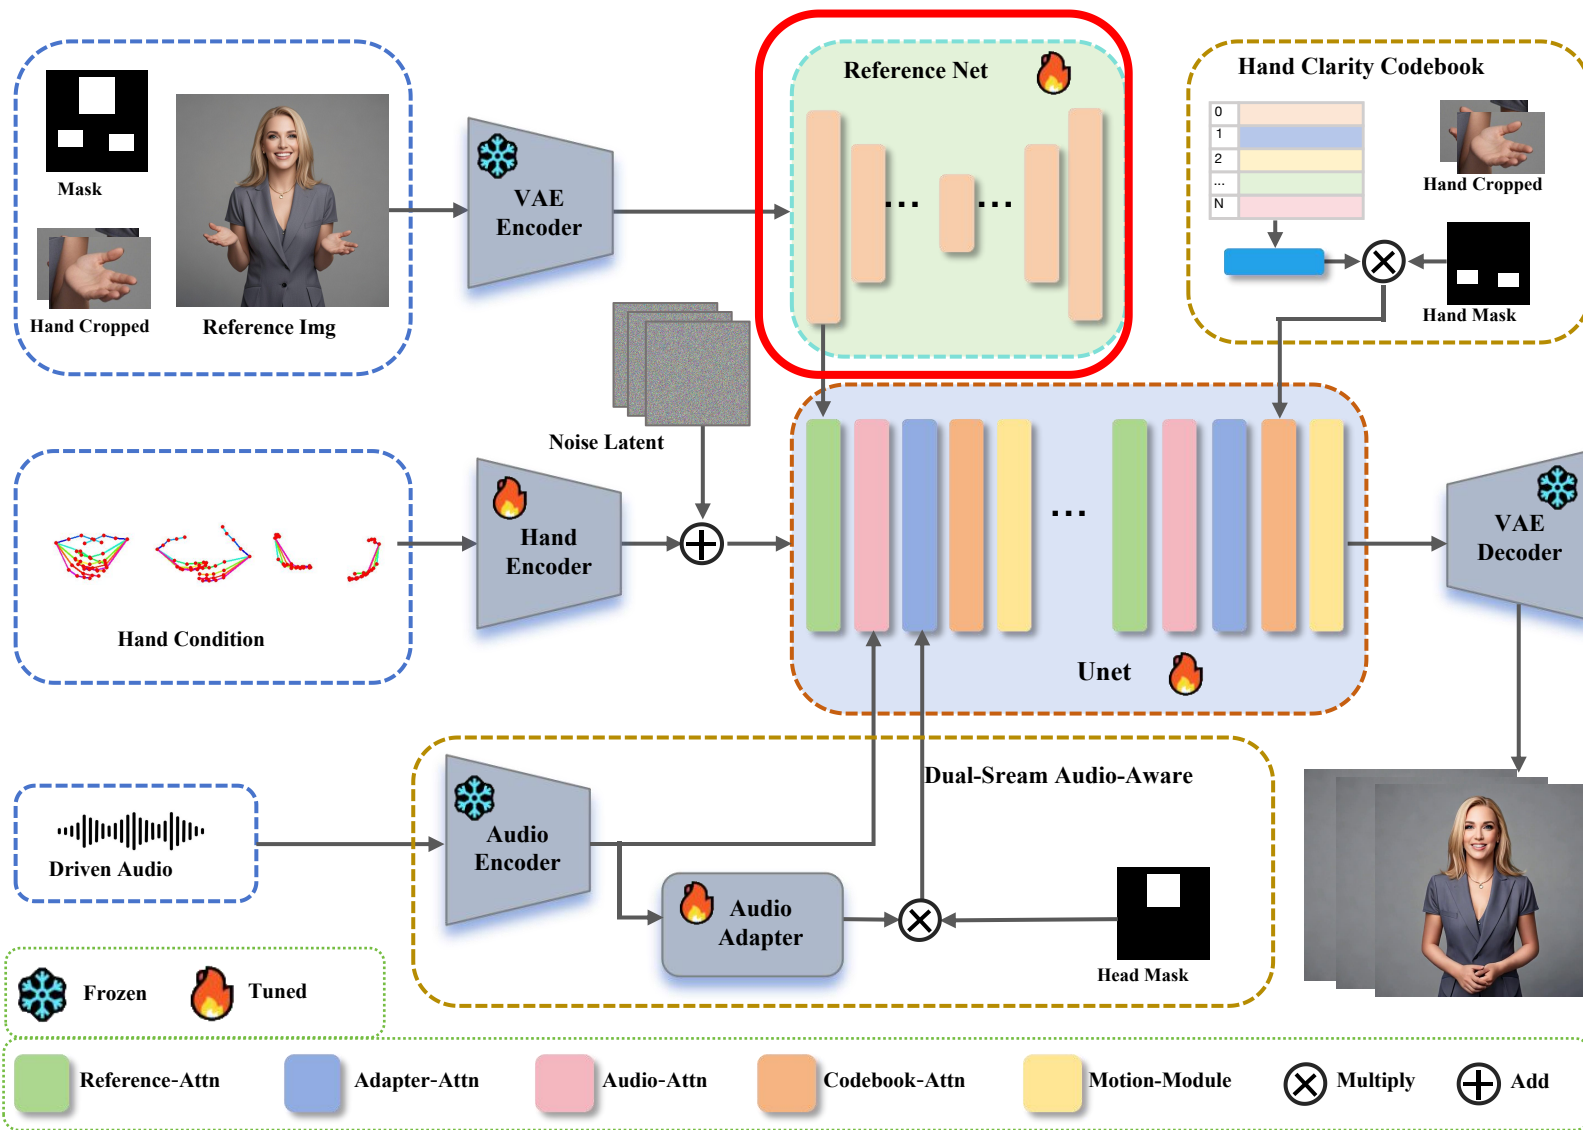 Mask
Hand Cropped
Reference Img
VAE
Encoder
Reference Net
...
...
Hand Clarity Codebook
0
1
2
...
N
Hand Cropped
Hand Mask
Noise Latent
Hand Condition
Hand
Encoder
...
Unet
VAE
Decoder
Driven Audio
Audio
Encoder
Dual-Sream Audio-Aware
Audio
Adapter
Head Mask
Frozen
Tuned
Reference-Attn
Adapter-Attn
Audio-Attn
Codebook-Attn
Motion-Module
Multiply
Add